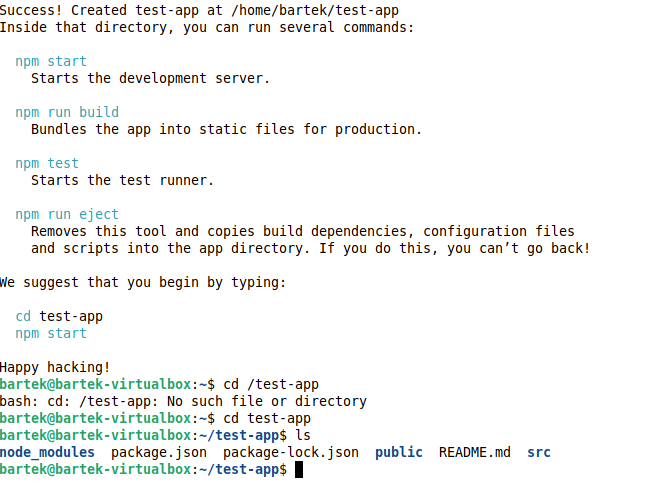 Success! Created test-app at /home/bartek/test-app
Inside that directory, you can run several commands:
npm start
Starts the development server.
npm run build
Bundles the app into static files for production.
npm test
Starts the test runner.
npm run eject
Removes this tool and copies build dependencies, configuration files
and scripts into the app directory. If you do this, you can’t go back!
We suggest that you begin by typing:
cd test-app
npm start
Happy hacking!
bartek@bartek-virtualbox:~$ cd /test-app
bash: cd: /test-app: No such file or directory
bartek@bartek-virtualbox:~$ cd test-app
bartek@bartek-virtualbox:~/test-app$ ls
node_modules  package.json  package-lock.json  public  README.md  src
bartek@bartek-virtualbox:~/test-app$